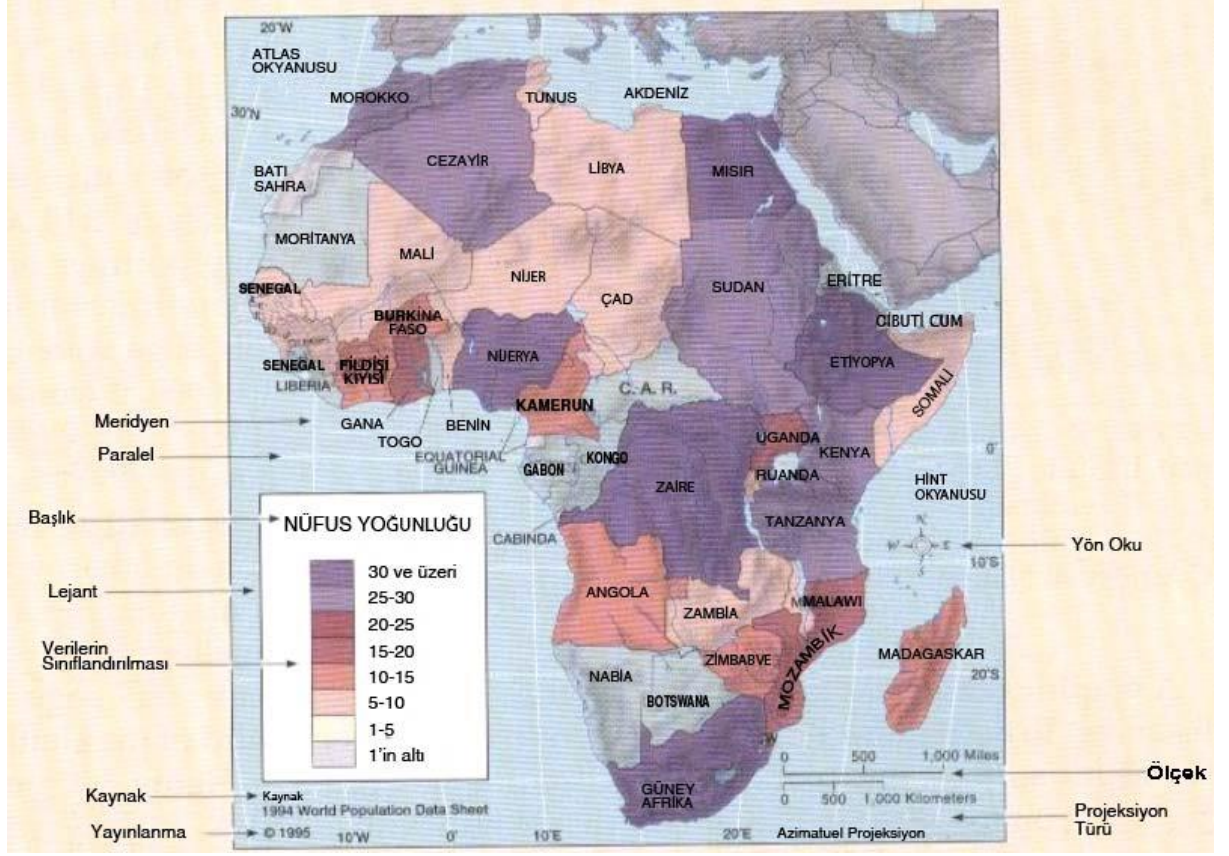 20°W
ATLAS
OKYANUSU
MOROKKO
TUNUS
AKDENİZ
30°N
CEZAYİR
LİBYA
MISIR
BATI
SAHRA
MORİTANYA
MALİ
NİJER
ÇAD
SUDAN
ERİTRE
SENEGAL
BURKİNA
FASO
CİBUTİ CUM
NÜERYA
ETİYOPYA
SENEGAL
FİLDİŞİ
KIYISI
LIBERIA
C. A. R.
SOMALİ
KAMERUN
Meridyen
GANA
TOGO
BENİN
UGANDA
KENYA
0°
Paralel
EQUATORIAL
GUINEA
GABON
KONGO
RUANDA
ZAİRE
HİNT
OKYANUSU
Başlık
NÜFUS YOĞUNLUĞU
TANZANYA
N
W
S
CABINDA
Yön Oku
10°S
30 ve üzeri
25-30
20-25
15-20
10-15
5-10
1-5
1'in altı
Lejant
Verilerin
Sınıflandırılması
ANGOLA
ZAMBİA
MALAWI
MOZAMBİK
ZİMBABVE
MADAGASKAR
20°S
NABİA
BOTSWANA
0 500 1,000 Miles
Ölçek
0 500 1,000 Kilometers
GÜNEY
AFRİKA
Kaynak
Kaynak
1994 World Population Data Sheet
Yayınlanma
© 1995
10°W
0°
10°E
20°E
Azimatuel Projeksiyon
Projeksiyon
Türü